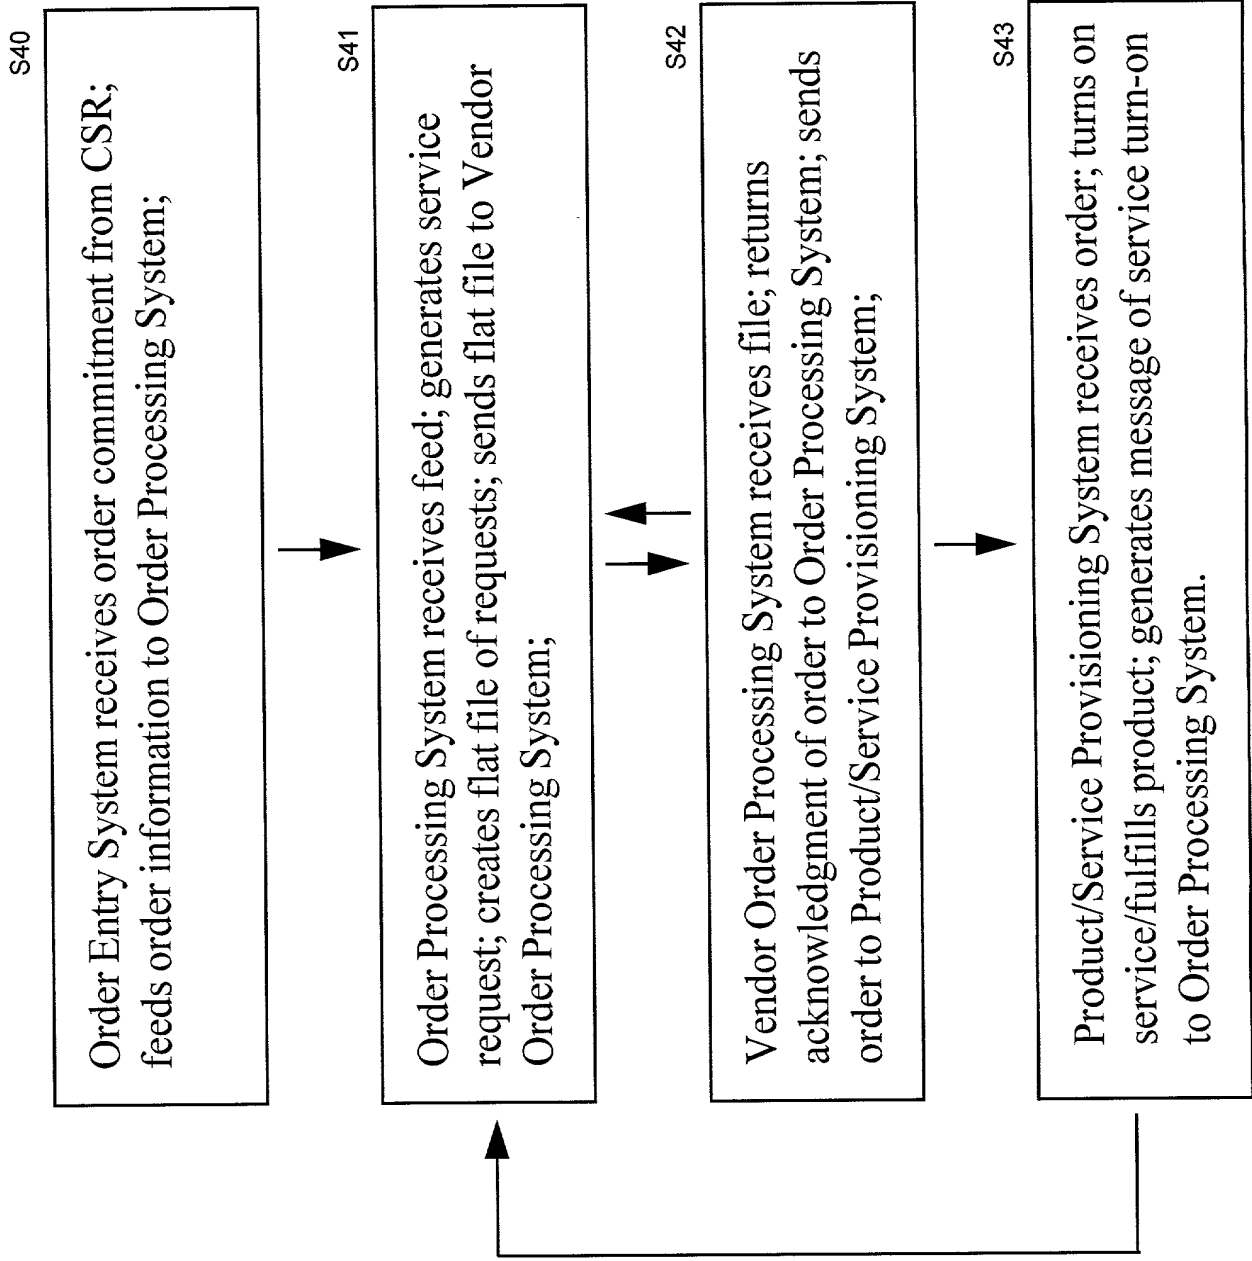 S40
Order Entry System receives order commitment from CSR;
feeds order information to Order Processing System;
S41
Order Processing System receives feed; generates service
request; creates flat file of requests; sends flat file to Vendor
Order Processing System;
S42
Vendor Order Processing System receives file; returns
acknowledgment of order to Order Processing System; sends
order to Product/Service Provisioning System;
S43
Product/Service Provisioning System receives order; turns on
service/fulfills product; generates message of service turn-on
to Order Processing System.